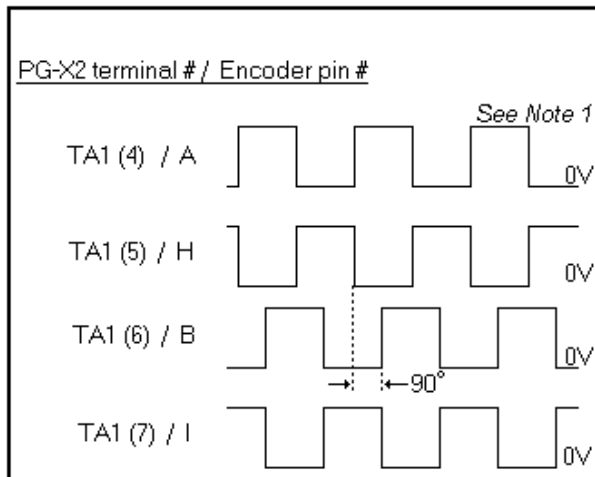 PG-X2 terminal # / Encoder pin #
See Note 1
TA1 (4) / A
0V
TA1 (5) / H
0V
TA1 (6) / B
0V
90°
TA1 (7) / I
0V